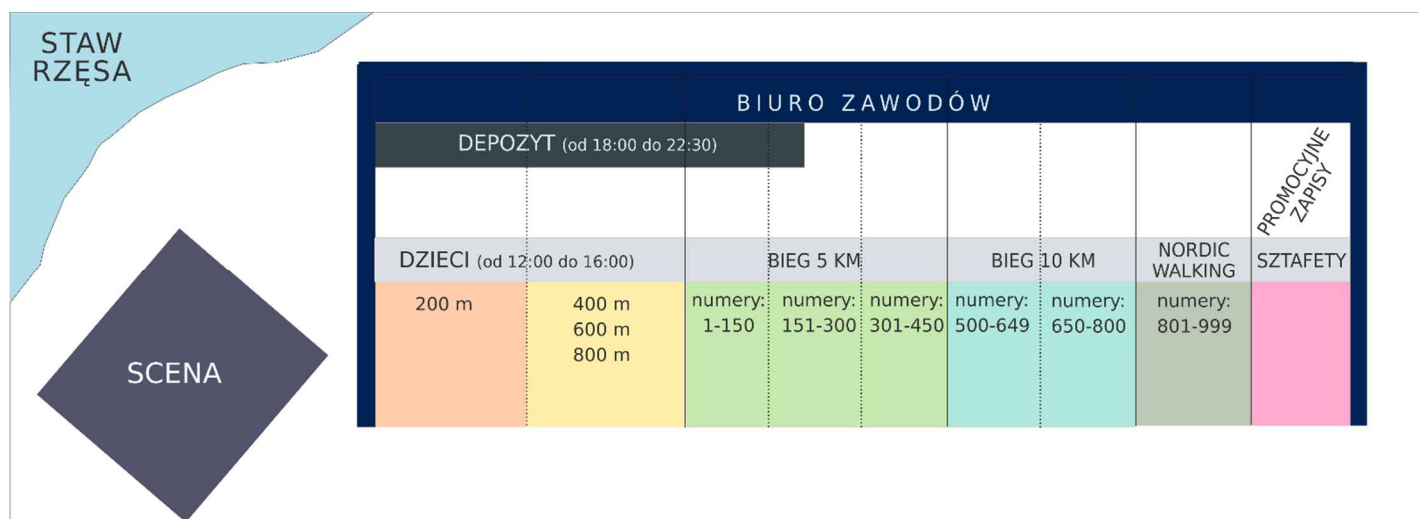 STAW
RZĘSA
BIURO ZAWODÓW
DEPOZYT (od 18:00 do 22:30)
PROMOCYJNE
ZAPISY
DZIECI (od 12:00 do 16:00)
BIEG 5 KM
BIEG 10 KM
NORDIC
WALKING
SZTAFETY
200 m
400 m
600 m
800 m
numery:
1-150
numery:
151-300
numery:
301-450
numery:
500-649
numery:
650-800
numery:
801-999
SCENA